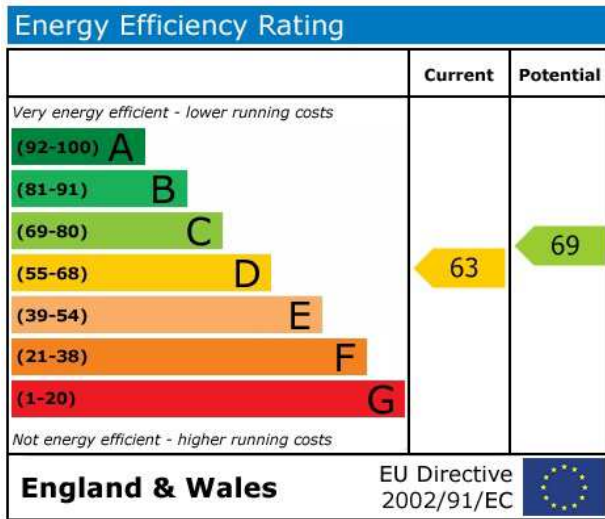 Energy Efficiency Rating
Current Potential
Very energy efficient - lower running costs
(92-100) A
(81-91) B
(69-80) C
69
(55-68) D
63
(39-54) E
(21-38) F
(1-20) G
Not energy efficient - higher running costs
England & Wales
EU Directive
2002/91/EC